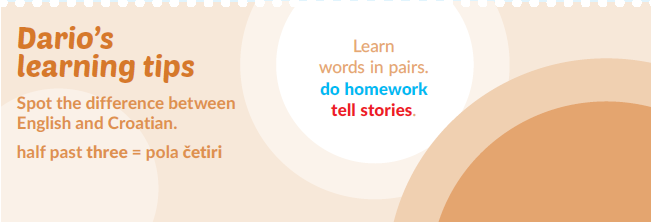 Dario's
learning tips
Spot the difference between
English and Croatian.
half past three = pola četiri
Learn
words in pairs.
do homework
tell stories.